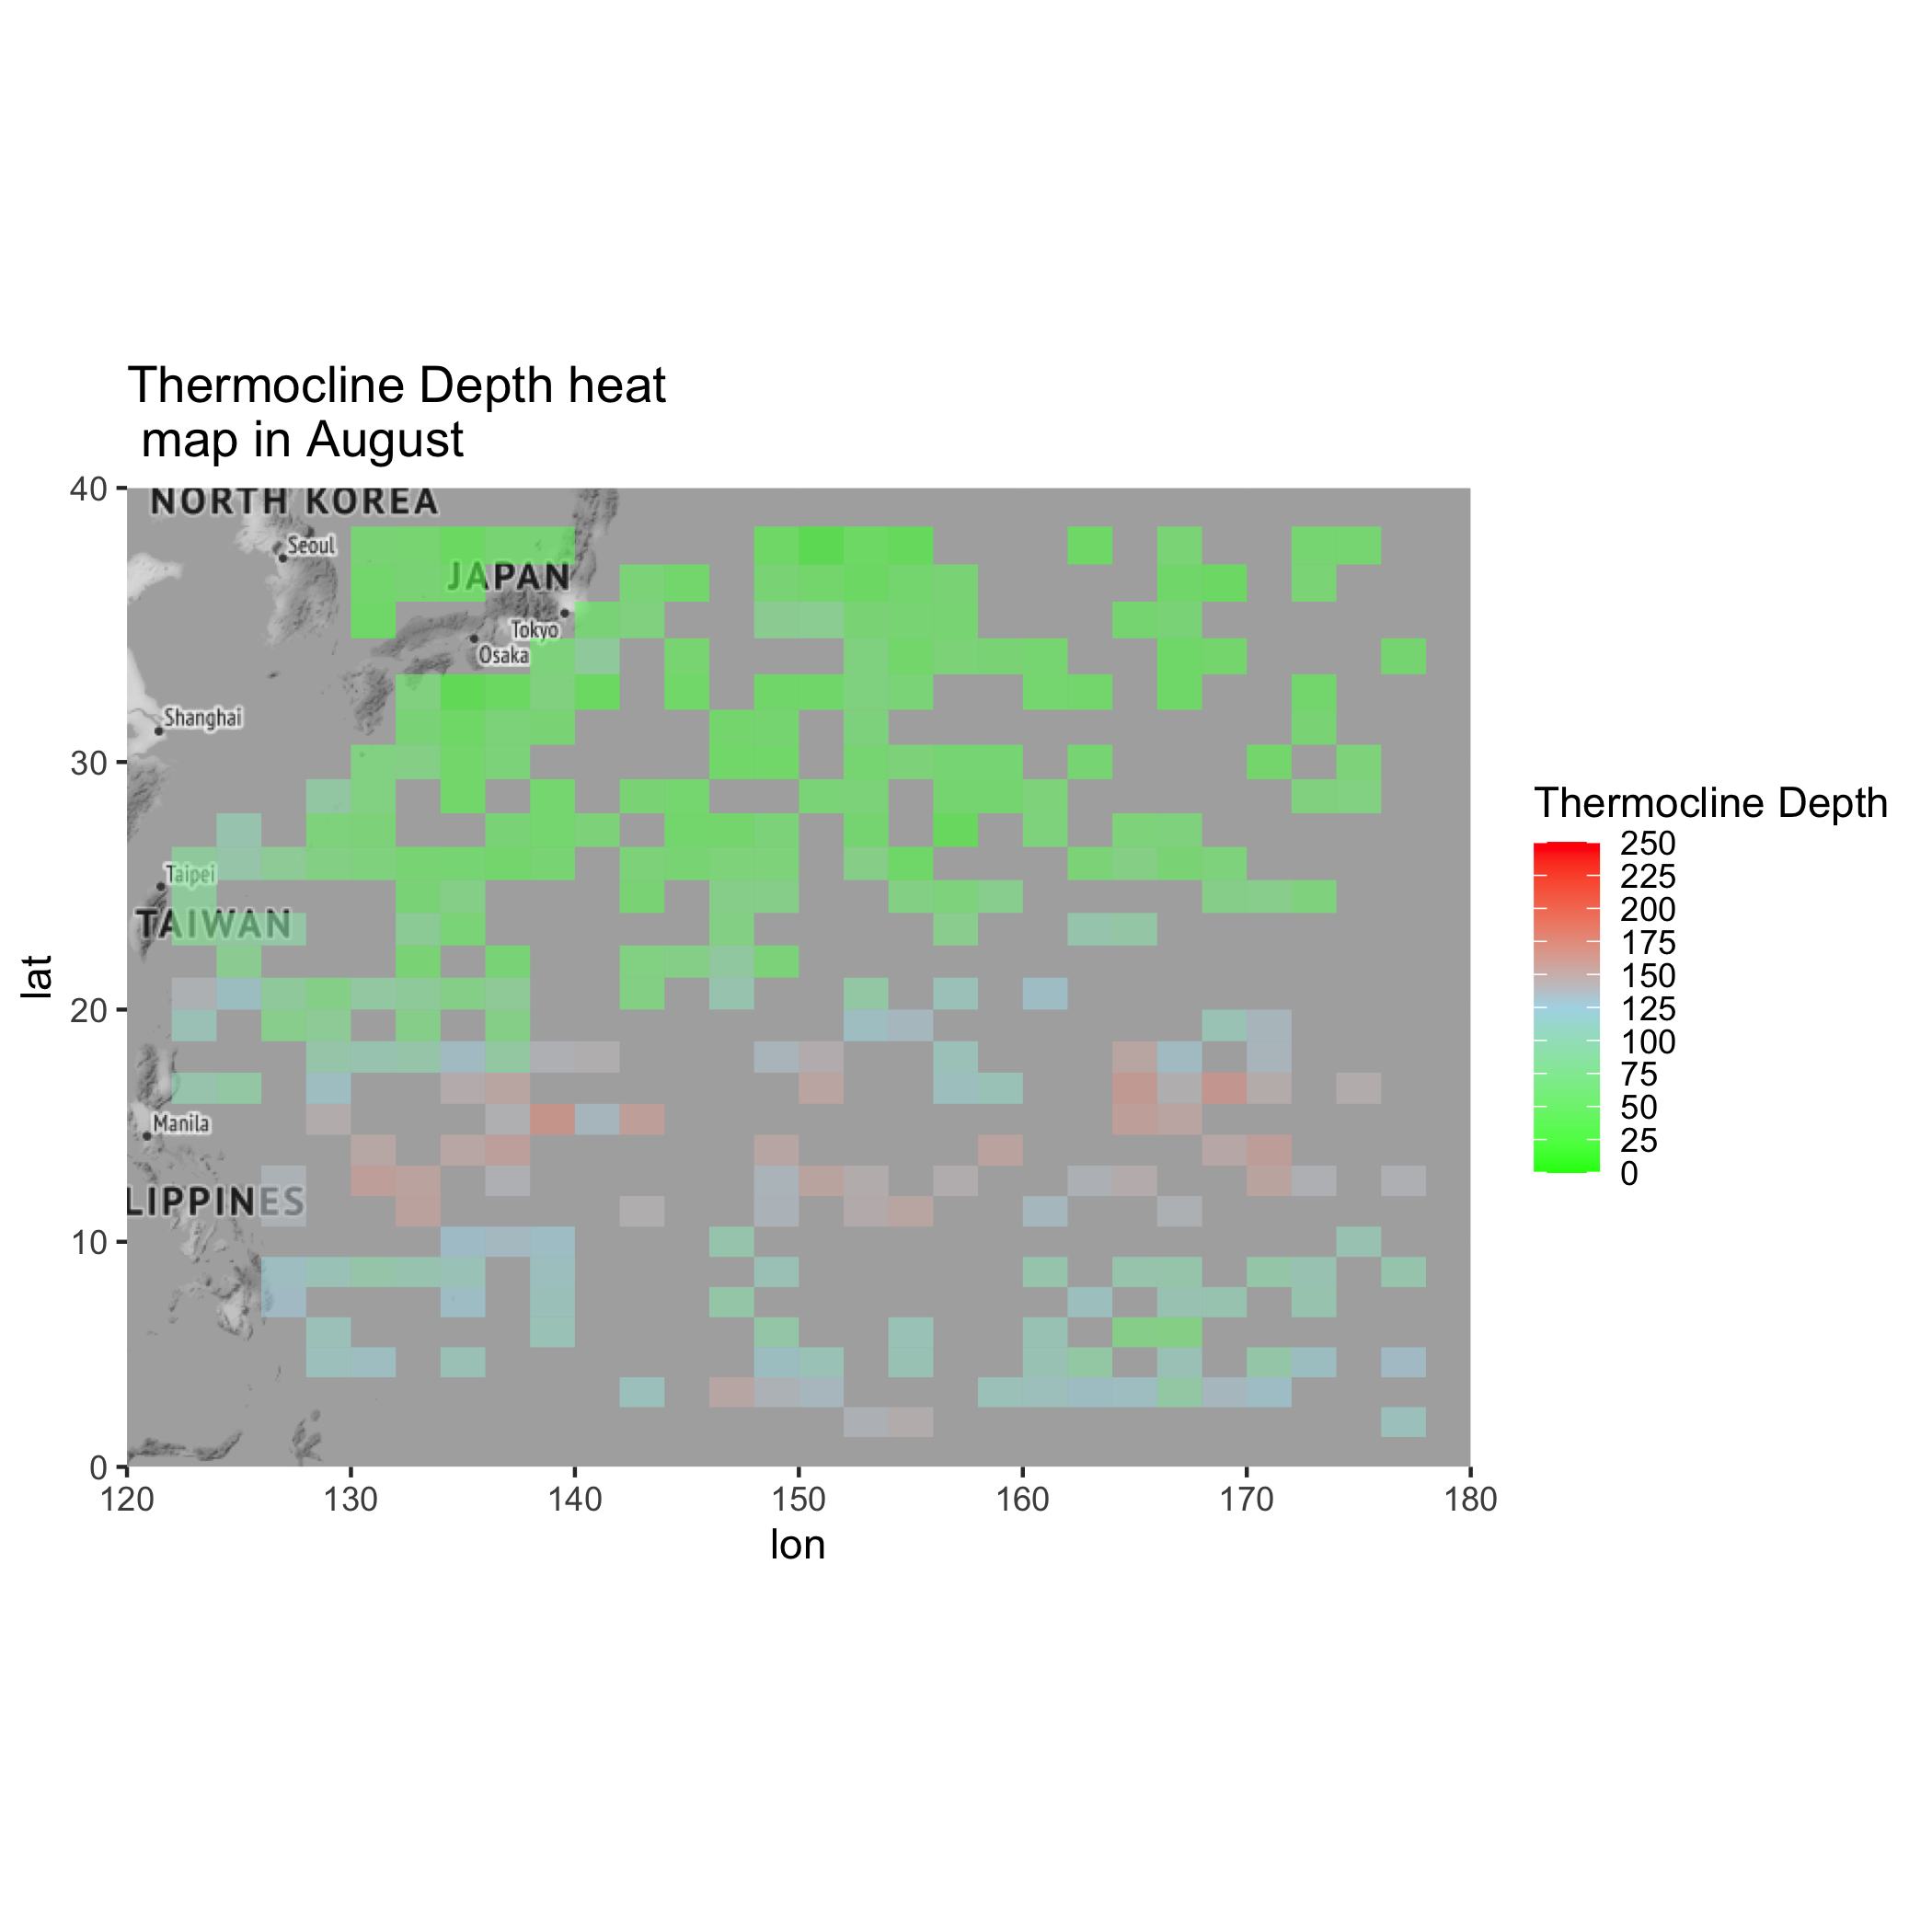 Thermocline Depth heat
map in August
40
30
20
10
0
lat
NORTH KOREA
Seoul
JAPAN
Tokyo
Osaka
Shanghai
Taipei
TAIWAN
Manila
LIPPINES
120 130 140 150 160 170 180
lon
Thermocline Depth
250
225
200
175
150
125
100
75
50
25
0